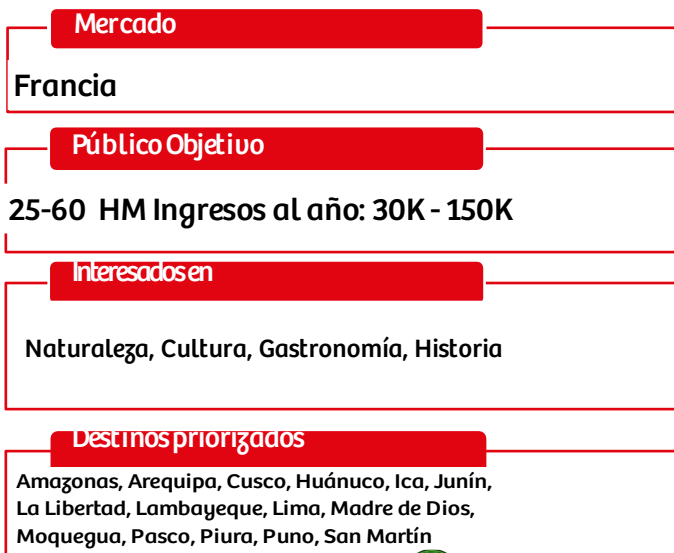 Mercado
Francia
Público Objetivo
25-60 HM Ingresos al año: 30K - 150K
Interesados en
Naturaleza, Cultura, Gastronomía, Historia
Destinos priorizados
Amazonas, Arequipa, Cusco, Huánuco, Ica, Junín,
La Libertad, Lambayeque, Lima, Madre de Dios,
Moquegua, Pasco, Piura, Puno, San Martín